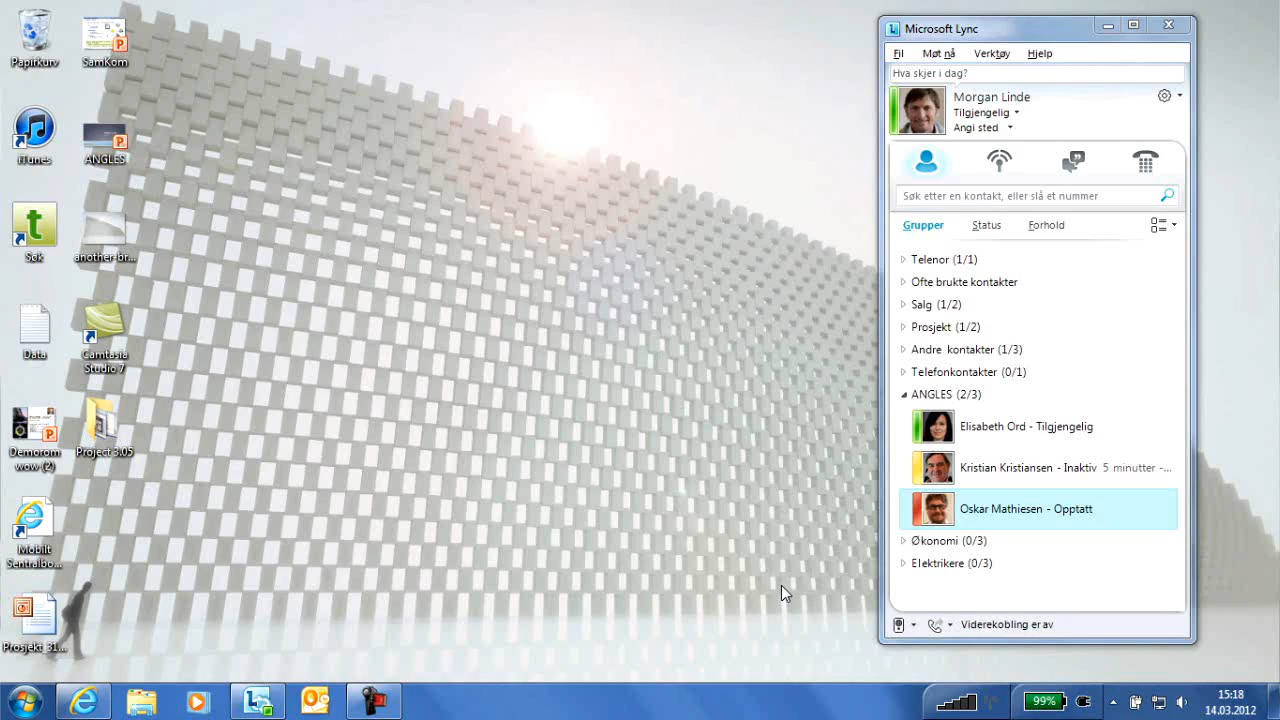 Papirkurv
SamKom
iTunes
ANGLES
Søk
another-br...
Data
Camtasia
Studio 7
Demorom
wow (2)
Project 3.05
Mobilt
Sentralbo...
Prosjekt_31...
Microsoft Lync
Fil Møt nå Verktøy Hjelp
Hva skjer i dag?
Morgan Linde
Tilgjengelig
Angi sted
Søk etter en kontakt, eller slå et nummer
Grupper Status Forhold
Telenor (1/1)
Ofte brukte kontakter
Salg (1/2)
Prosjekt (1/2)
Andre kontakter (1/3)
Telefonkontakter (0/1)
ANGLES (2/3)
Elisabeth Ord - Tilgjengelig
Kristian Kristiansen - Inaktiv 5 minutter -...
Oskar Mathiesen - Opptatt
Økonomi (0/3)
Elektrikere (0/3)
Viderekobling er av
99%
15:18
14.03.2012